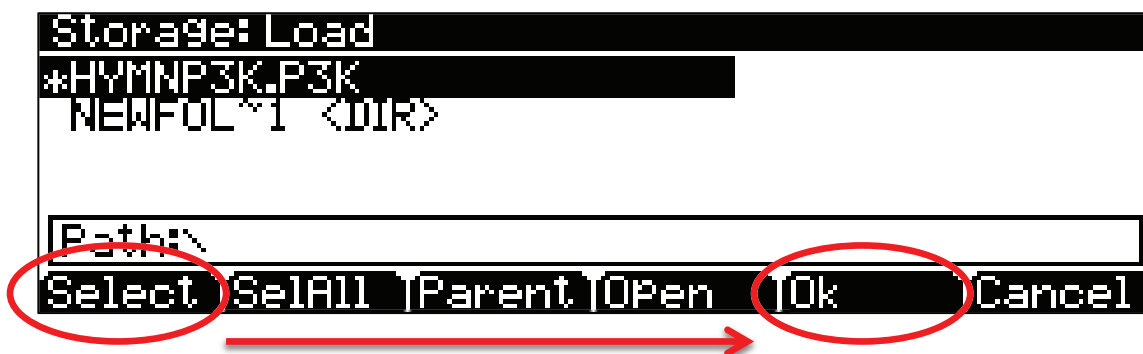 Storage: Load
*HYMNP3K.P3K
NEWFOL~1 <DIR>
Path:\
Select SelAll Parent Open Ok Cancel